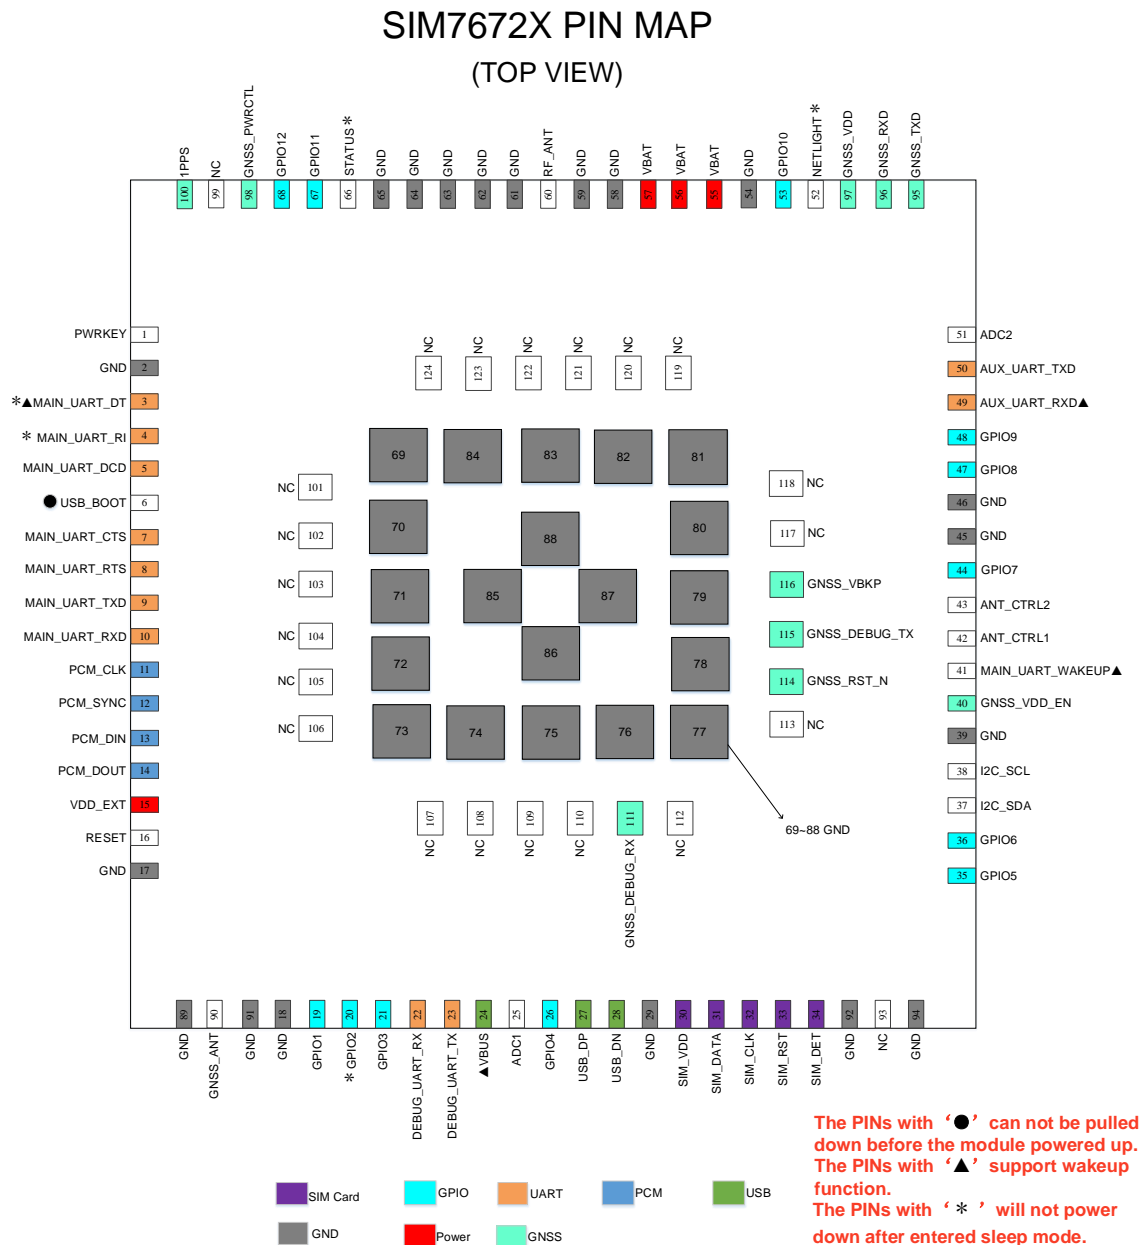 SIM7672X PIN MAP
(TOP VIEW)
1PPS
NC
GNSS_PWRCTL
GPIO12
GPIO11
STATUS*
GND
GND
GND
GND
GND
RF_ANT
GND
GND
VBAT
VBAT
VBAT
GND
GPIO10
NETLIGHT*
GNSS_VDD
GNSS_RXD
GNSS_TXD
100
99
98
68
67
66
65
64
63
62
61
60
59
58
57
56
55
54
53
52
97
96
95
PWRKEY 1
GND 2
*▲MAIN_UART_DT 3
* MAIN_UART_RI 4
MAIN_UART_DCD 5
●USB_BOOT 6
MAIN_UART_CTS 7
MAIN_UART_RTS 8
MAIN_UART_TXD 9
MAIN_UART_RXD 10
PCM_CLK 11
PCM_SYNC 12
PCM_DIN 13
PCM_DOUT 14
VDD_EXT 15
RESET 16
GND 17
NC NC NC NC NC NC
124 123 122 121 120 119
69 84 83 82 81
70 88 80
71 85 87 79
72 86 78
73 74 75 76 77
NC 101
NC 102
NC 103
NC 104
NC 105
NC 106
118 NC
117 NC
116 GNSS_VBKP
115 GNSS_DEBUG_TX
114 GNSS_RST_N
113 NC
107 108 109 110 111 112
NC NC NC NC GNSS_DEBUG_RX NC
69~88 GND
51 ADC2
50 AUX_UART_TXD
49 AUX_UART_RXD▲
48 GPIO9
47 GPIO8
46 GND
45 GND
44 GPIO7
43 ANT_CTRL2
42 ANT_CTRL1
41 MAIN_UART_WAKEUP▲
40 GNSS_VDD_EN
39 GND
38 I2C_SCL
37 I2C_SDA
36 GPIO6
35 GPIO5
89
90
91
18
19
20
21
22
23
24
25
26
27
28
29
30
31
32
33
34
92
93
94
GND
GNSS_ANT
GND
GND
GPIO1
*GPIO2
GPIO3
DEBUG_UART_RX
DEBUG_UART_TX
▲VBUS
ADC1
GPIO4
USB_DP
USB_DN
GND
SIM_VDD
SIM_DATA
SIM_CLK
SIM_RST
SIM_DET
GND
NC
GND
The PINs with ‘●’ can not be pulled
down before the module powered up.
The PINs with ‘▲’ support wakeup
function.
The PINs with ‘ * ’ will not power
down after entered sleep mode.
SIM Card GPIO UART PCM USB
GND Power GNSS